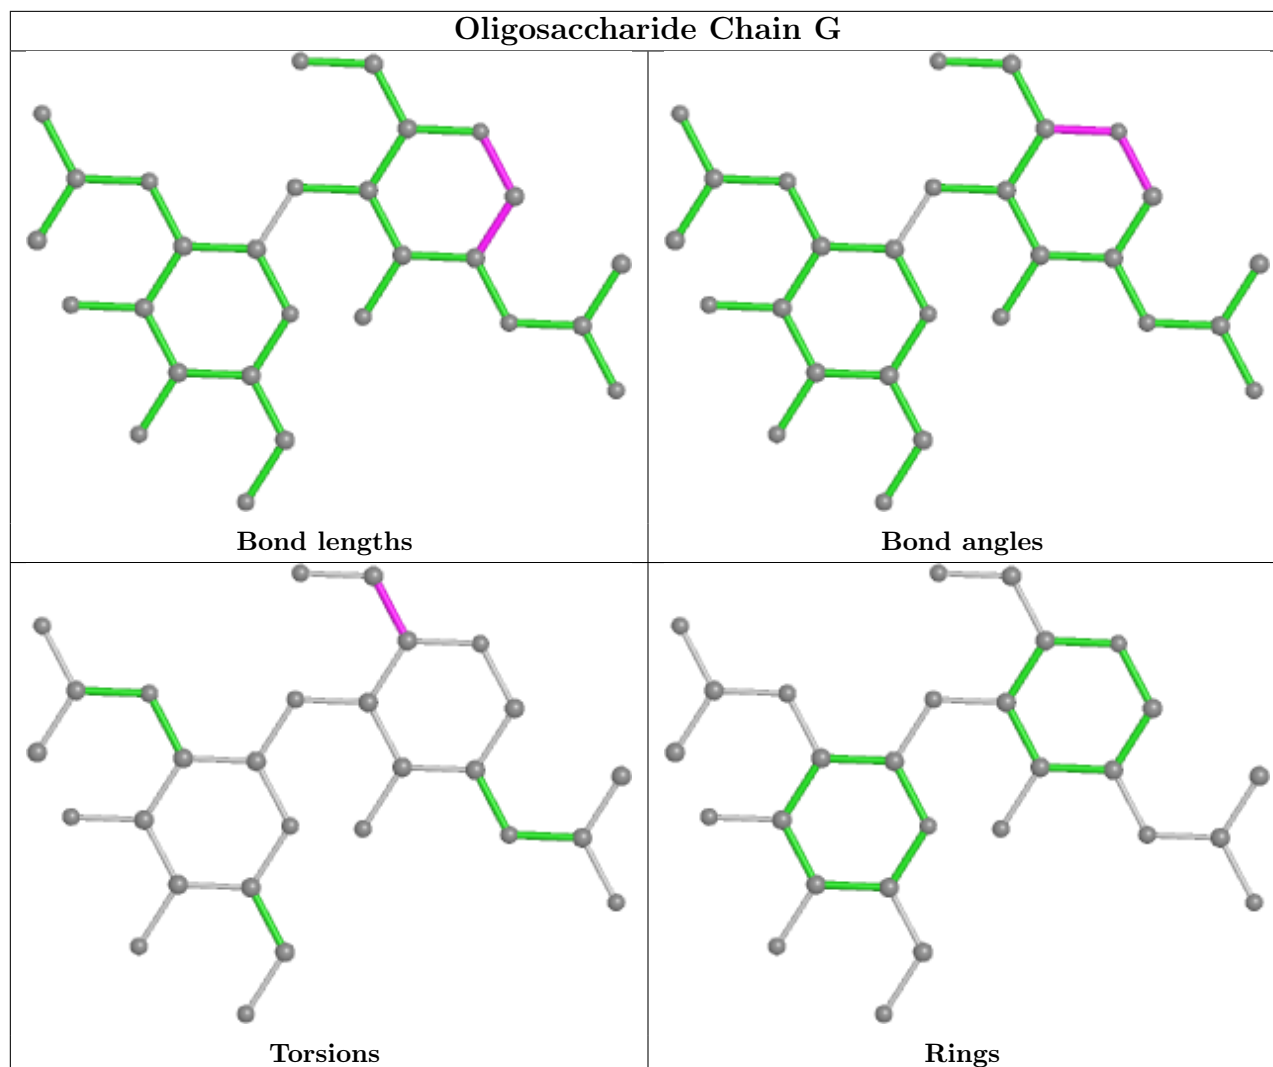 Oligosaccharide Chain G
Bond lengths
Bond angles
Torsions
Rings